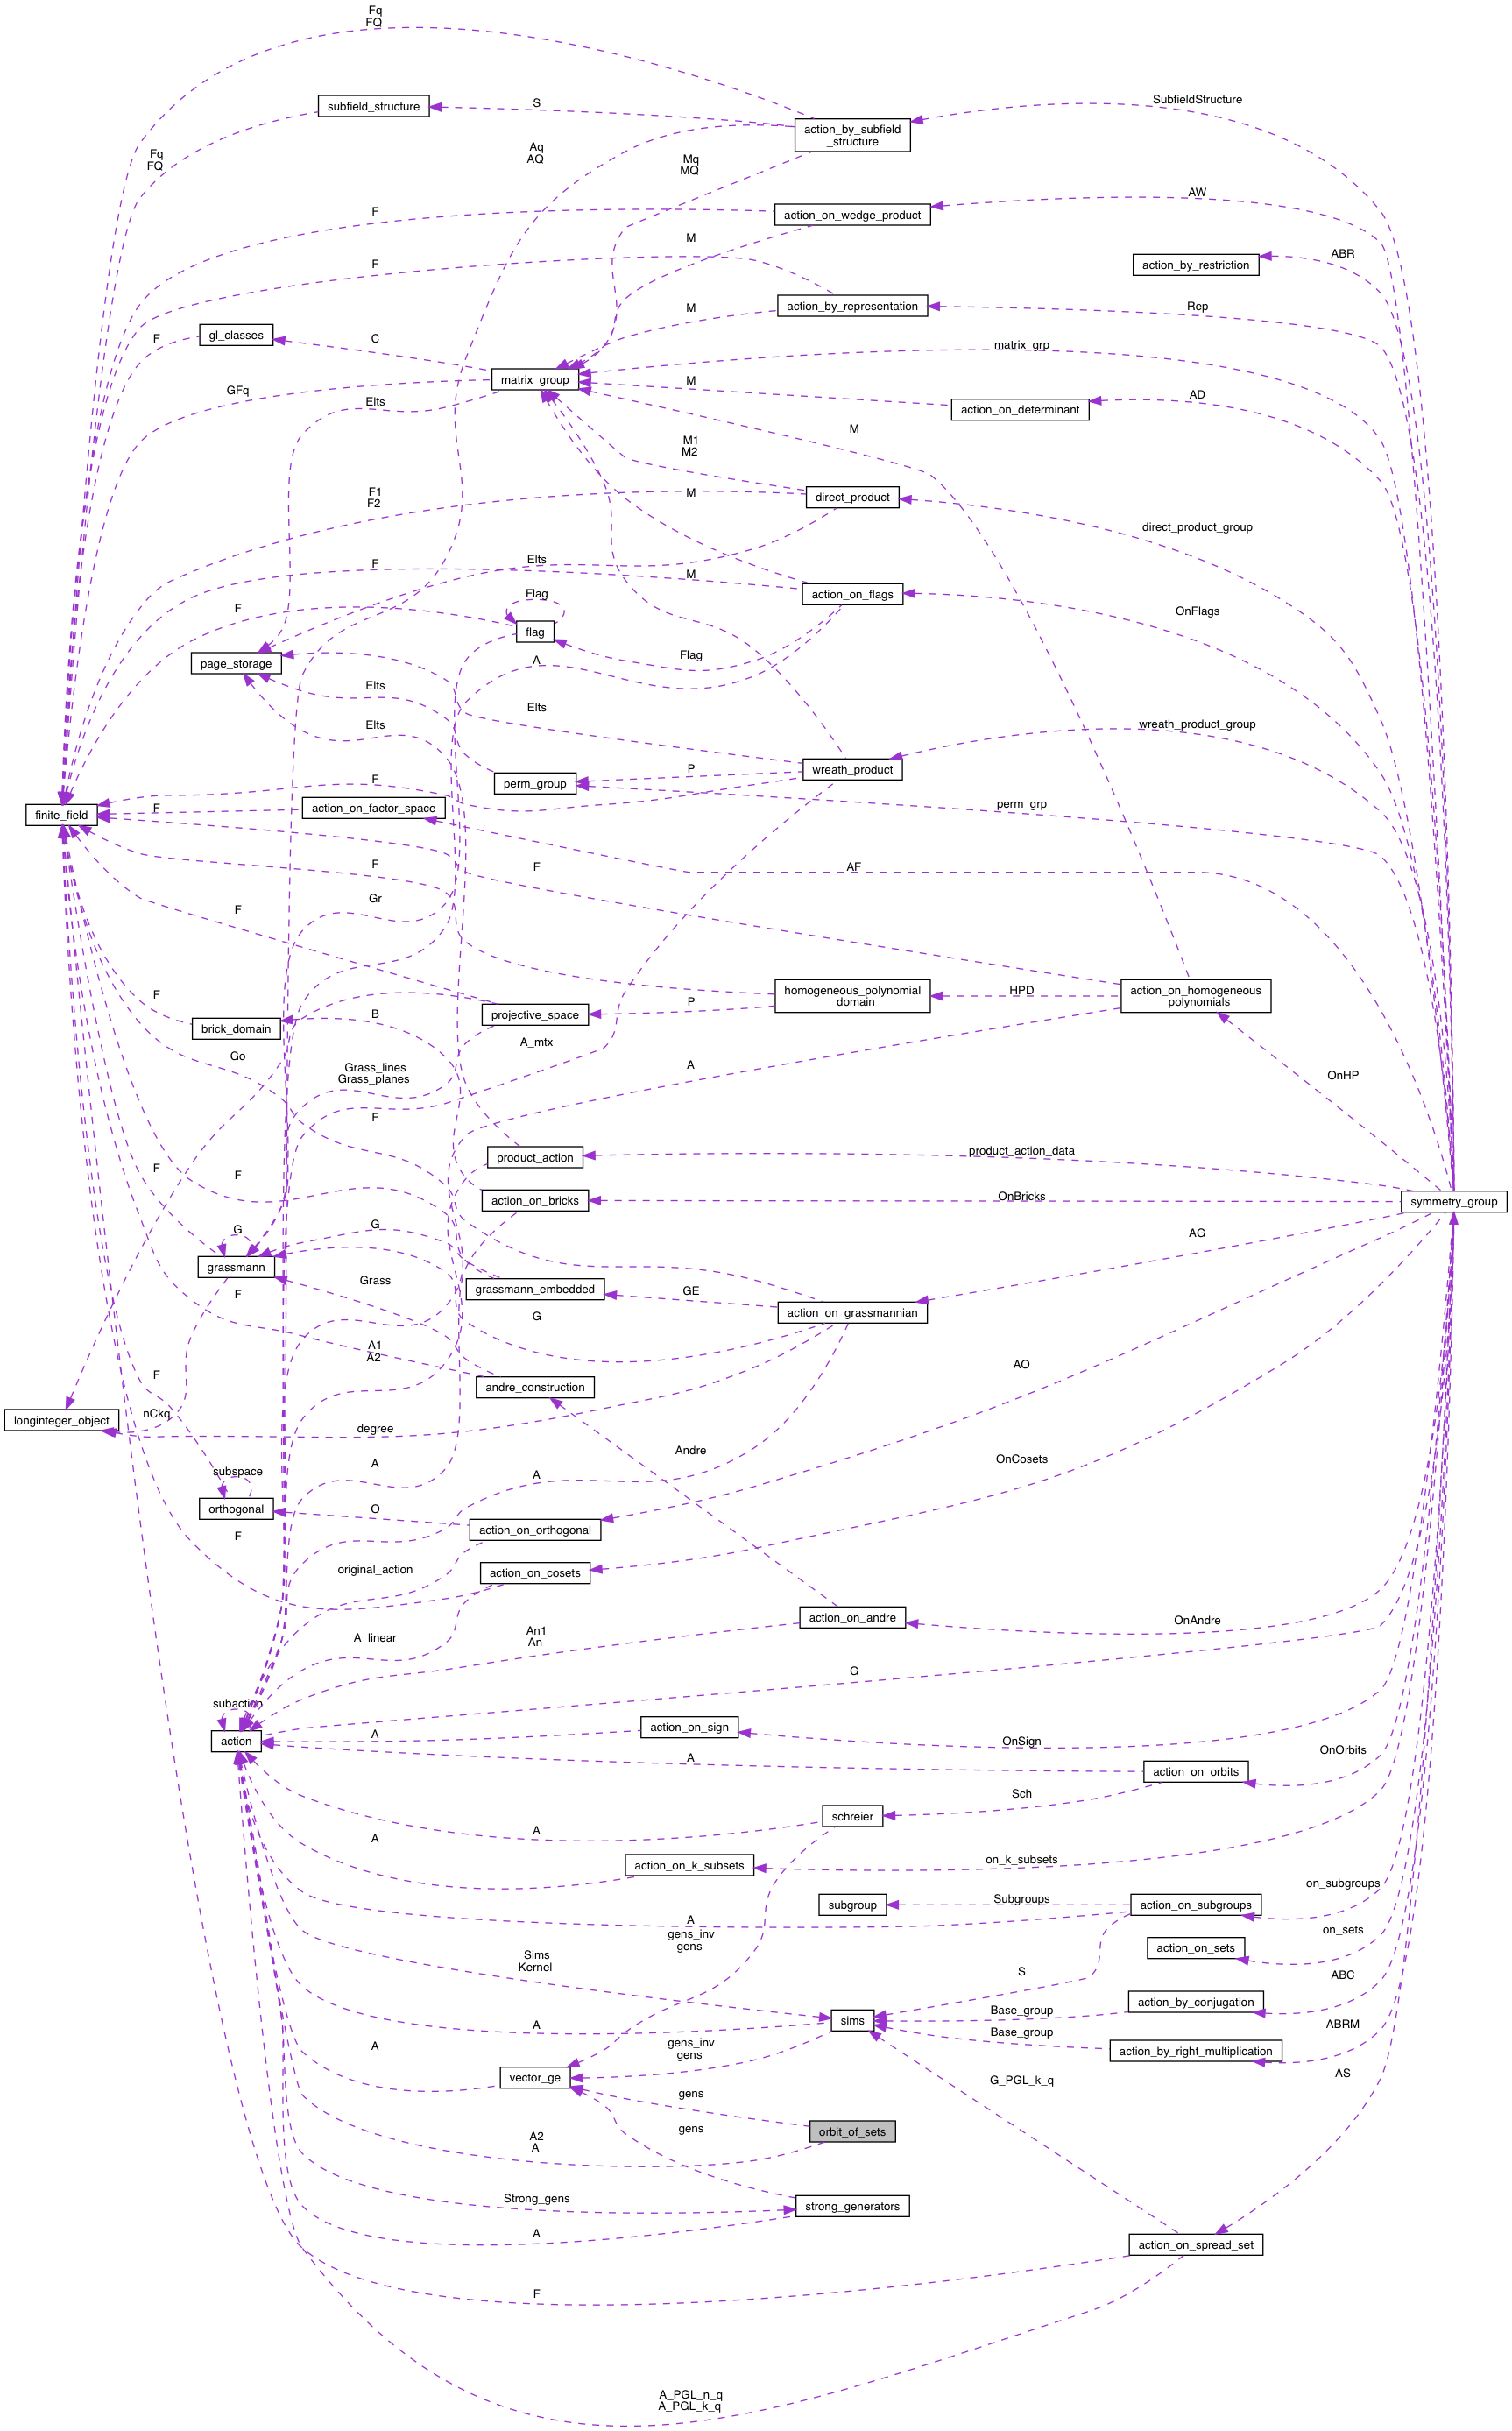 Fq
FQ
subfield_structure
S
SubfieldStructure
action_by_subfield
_structure
Fq
FQ
Aq
AQ
Mq
MQ
AW
F
action_on_wedge_product
M
ABR
F
action_by_restriction
action_by_representation
Rep
M
gl_classes
F
C
matrix_grp
matrix_group
GFq
M
AD
Elts
action_on_determinant
M
M1
M2
direct_product
M
F1
F2
direct_product_group
Elts
F
M
action_on_flags
Flag
F
OnFlags
flag
Flag
page_storage
A
Elts
Elts
Elts
wreath_product_group
P
wreath_product
perm_group
F
perm_grp
action_on_factor_space
F
finite_field
F
F
AF
Gr
F
homogeneous_polynomial
_domain
HPD
action_on_homogeneous
_polynomials
F
P
projective_space
B
brick_domain
A_mtx
Go
Grass_lines
Grass_planes
A
OnHP
F
product_action_data
product_action
F
F
OnBricks
action_on_bricks
symmetry_group
G
G
AG
grassmann
Grass
grassmann_embedded
GE
F
action_on_grassmannian
G
A1
A2
AO
F
andre_construction
nCkq
longinteger_object
degree
Andre
OnCosets
subspace
A
A
orthogonal
O
action_on_orthogonal
F
original_action
action_on_cosets
action_on_andre
OnAndre
A_linear
An1
An
G
subaction
action
A
action_on_sign
OnSign
A
OnOrbits
action_on_orbits
Sch
schreier
A
A
on_k_subsets
action_on_k_subsets
on_subgroups
Subgroups
subgroup
action_on_subgroups
A
gens_inv
gens
on_sets
action_on_sets
Sims
Kernel
S
ABC
action_by_conjugation
Base_group
sims
A
ABRM
Base_group
gens_inv
gens
action_by_right_multiplication
A
vector_ge
G_PGL_k_q
AS
gens
orbit_of_sets
gens
A2
A
Strong_gens
strong_generators
A
action_on_spread_set
F
A_PGL_n_q
A_PGL_k_q